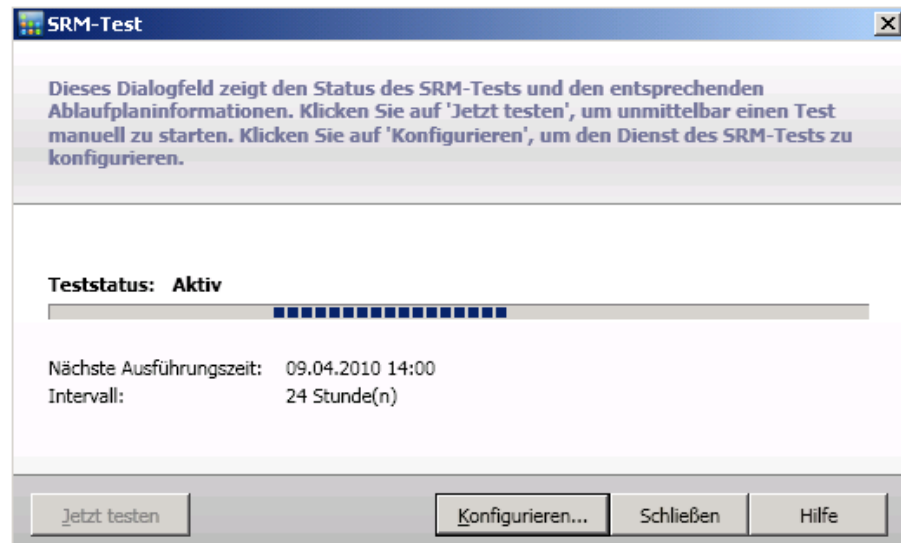 SRM-Test
Dieses Dialogfeld zeigt den Status des SRM-Tests und den entsprechenden
Ablaufplaninformationen. Klicken Sie auf 'Jetzt testen', um unmittelbar einen Test
manuell zu starten. Klicken Sie auf 'Konfigurieren', um den Dienst des SRM-Tests zu
konfigurieren.
Teststatus: Aktiv
Nächste Ausführungszeit: 09.04.2010 14:00
Intervall: 24 Stunde(n)
Jetzt testen Konfigurieren... Schließen Hilfe